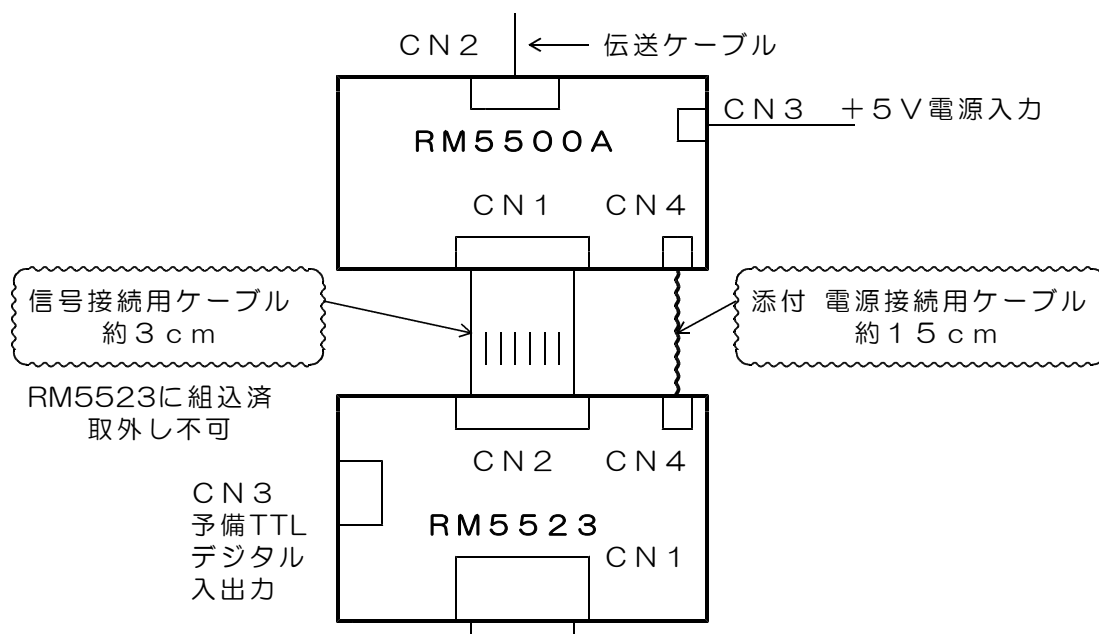 CN2
伝送ケーブル
CN3 +5V電源入力
RM5500A
CN1
CN4
信号接続用ケーブル
約3cm
添付 電源接続用ケーブル
約15cm
RM5523に組込済
取外し不可
CN2
CN4
CN3
予備TTL
デジタル
入出力
RM5523
CN1